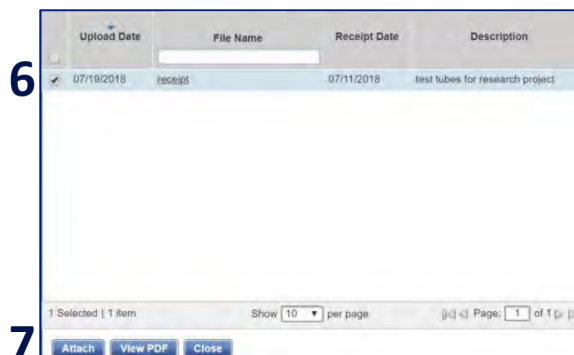 Upload Date File Name Receipt Date Description
6
07/19/2018 receipt 07/11/2018 test tubes for research project
1 Selected | 1 item Show 10 per page Page: 1 of 1
7
Attach View PDF Close